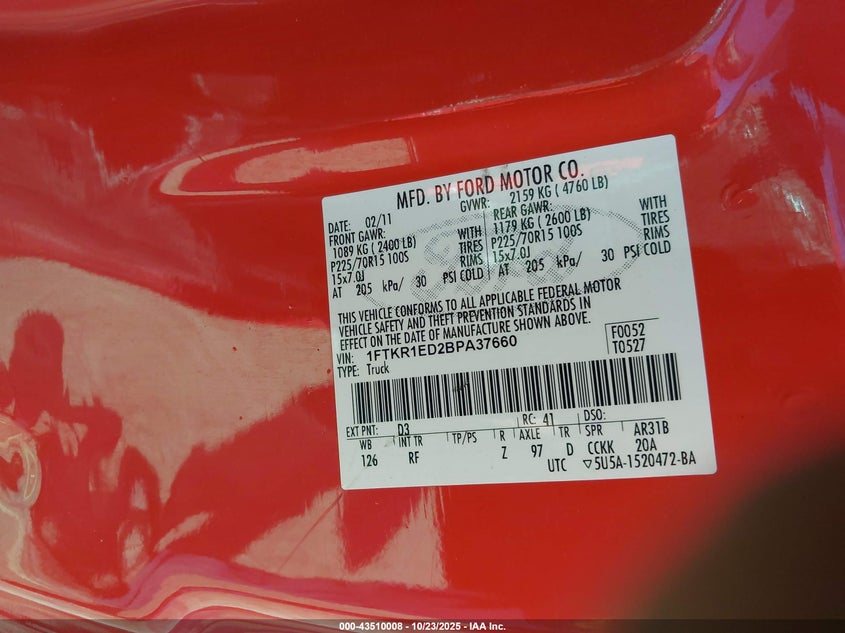 MFD. BY FORD MOTOR CO.
DATE: 02/11 GVWR: 2159 KG ( 4760 LB)
FRONT GAWR: REAR GAWR:
1089 KG ( 2400 LB) WITH 1179 KG ( 2600 LB) WITH
P225/70R15 100S TIRES P225/70R15 100S TIRES
15x7.0J RIMS 15x7.0J RIMS
AT 205 kPa/ 30 PSI COLD AT 205 kPa/ 30 PSI COLD
THIS VEHICLE CONFORMS TO ALL APPLICABLE FEDERAL MOTOR
VEHICLE SAFETY AND THEFT PREVENTION STANDARDS IN
EFFECT ON THE DATE OF MANUFACTURE SHOWN ABOVE.
VIN: 1FTKR1ED2BPA37660 F0052
TYPE: Truck T0527
EXT PNT: D3 RC: 41 DSO:
WB INT TR TP/PS R AXLE TR SPR AR31B
126 RF Z 97 D CCKK 20A
UTC ▽5U5A-1520472-BA
000-43510008 - 10/23/2025 - IAA Inc.